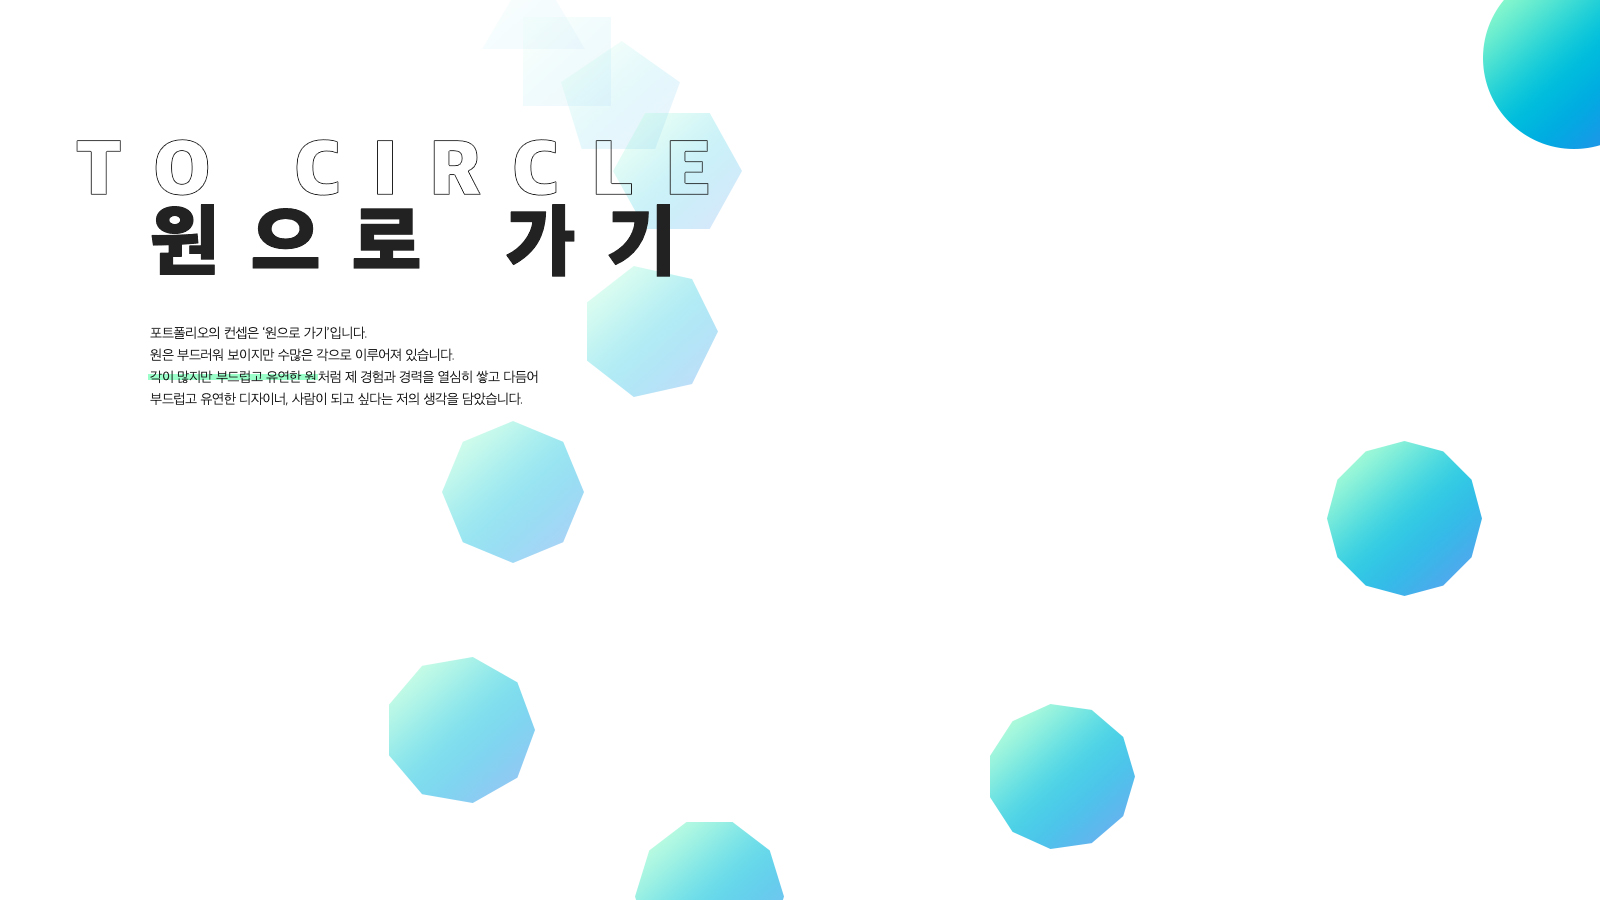 TO CIRCLE
원으로 가기
포트폴리오의 컨셉은 '원으로 가기'입니다.
원은 부드러워 보이지만 수많은 각으로 이루어져 있습니다.
각이 많지만 부드럽고 유연한 원처럼 제 경험과 경력을 열심히 쌓고 다듬어
부드럽고 유연한 디자이너, 사람이 되고 싶다는 저의 생각을 담았습니다.